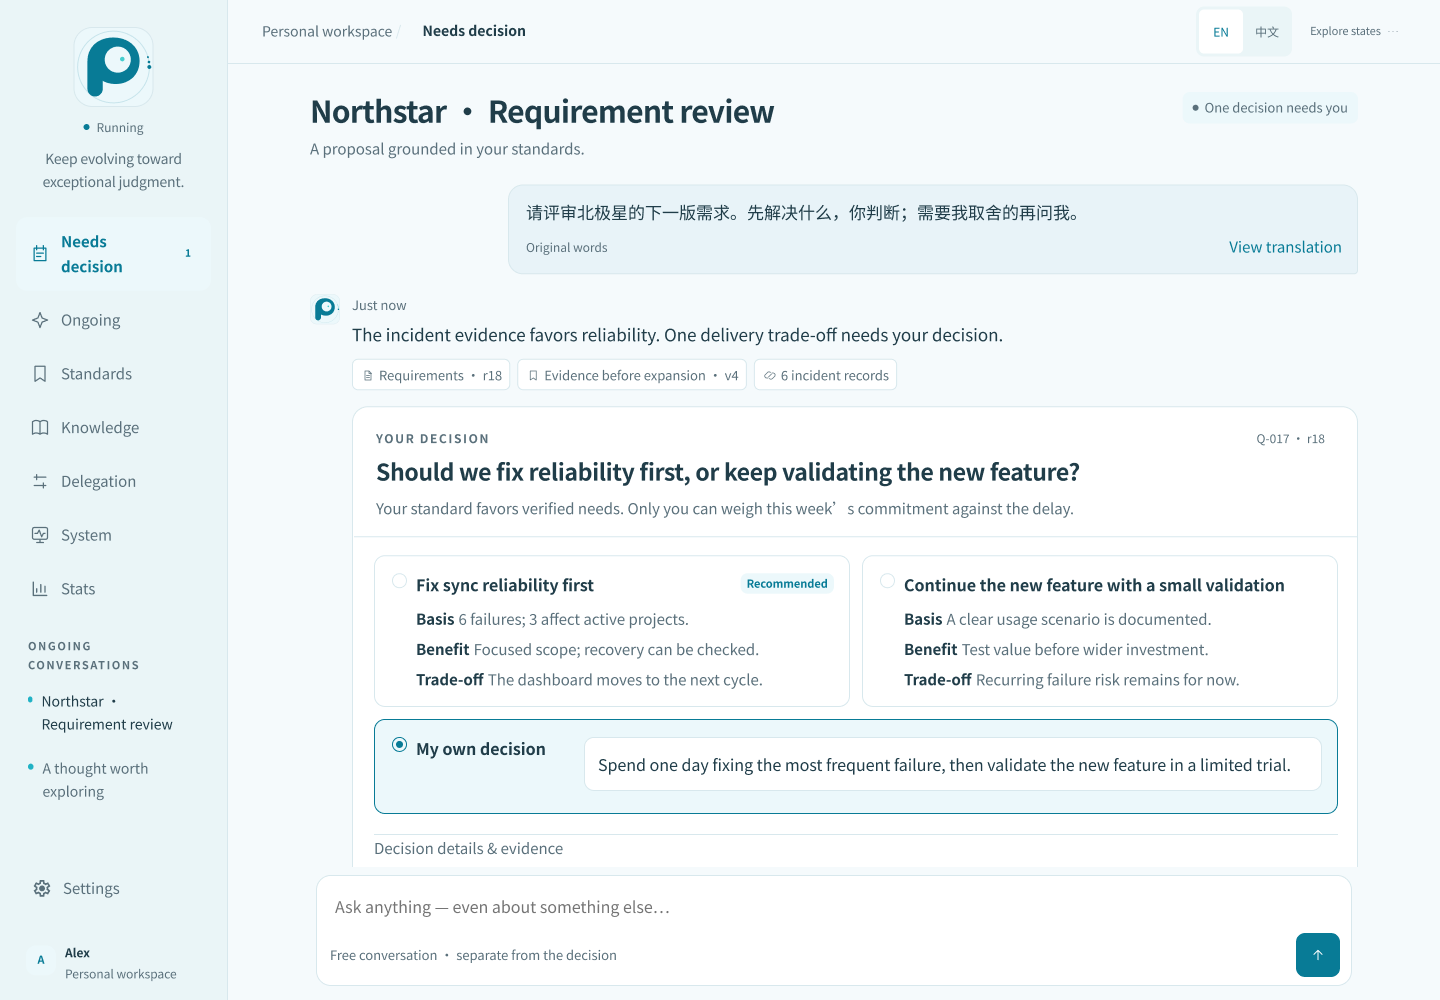 Running
Keep evolving toward
exceptional judgment.
Needs
decision
1
Ongoing
Standards
Knowledge
Delegation
System
Stats
ONGOING
CONVERSATIONS
Northstar •
Requirement review
A thought worth
exploring
Settings
A
Alex
Personal workspace
Personal workspace / Needs decision
EN 中文 Explore states ···
Northstar • Requirement review
One decision needs you
A proposal grounded in your standards.
请评审北极星的下一版需求。先解决什么，你判断；需要我取舍的再问我。
Original words View translation
Just now
The incident evidence favors reliability. One delivery trade-off needs your decision.
Requirements • r18 Evidence before expansion • v4 6 incident records
YOUR DECISION Q-017 • r18
Should we fix reliability first, or keep validating the new feature?
Your standard favors verified needs. Only you can weigh this week’s commitment against the delay.
Fix sync reliability first Recommended
Basis 6 failures; 3 affect active projects.
Benefit Focused scope; recovery can be checked.
Trade-off The dashboard moves to the next cycle.
Continue the new feature with a small validation
Basis A clear usage scenario is documented.
Benefit Test value before wider investment.
Trade-off Recurring failure risk remains for now.
My own decision Spend one day fixing the most frequent failure, then validate the new feature in a limited trial.
Decision details & evidence
Ask anything — even about something else…
Free conversation • separate from the decision